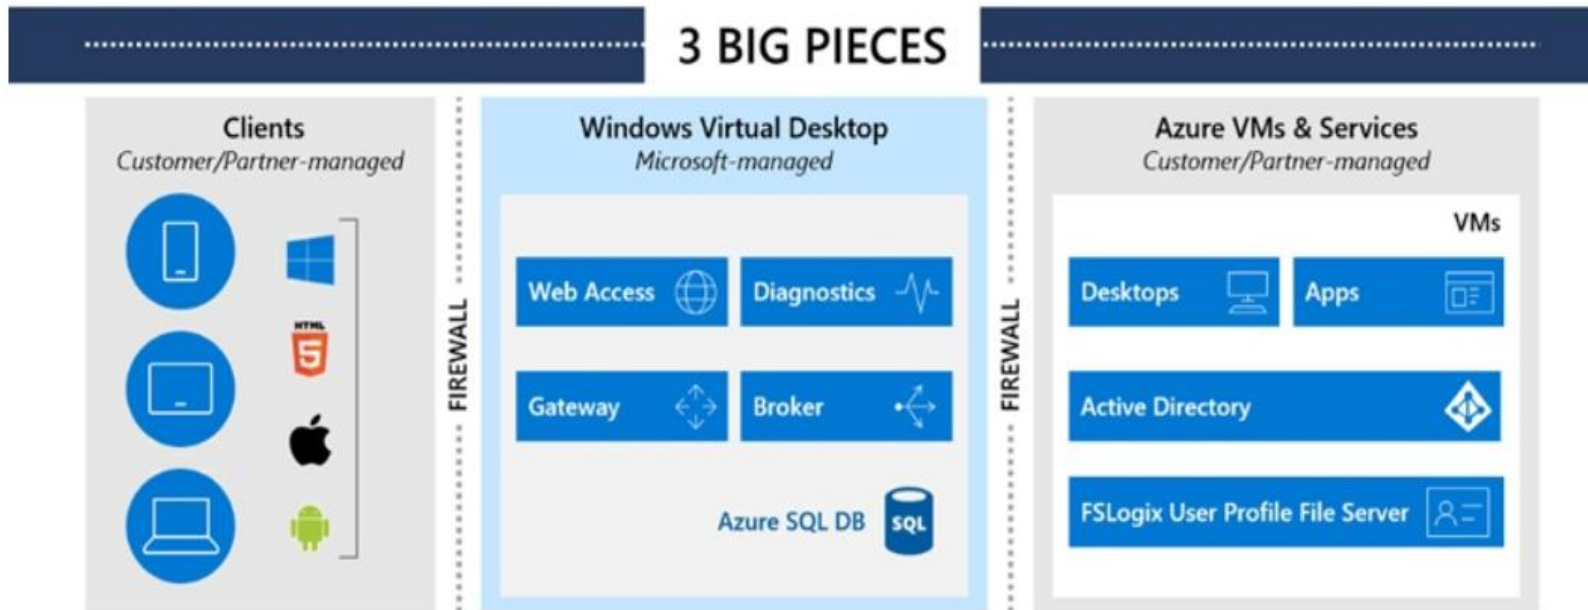 3 BIG PIECES
Clients
Customer/Partner-managed
HTML
5
FIREWALL
Windows Virtual Desktop
Microsoft-managed
Web Access
Diagnostics
Gateway
Broker
Azure SQL DB
SQL
FIREWALL
Azure VMs & Services
Customer/Partner-managed
VMs
Desktops
Apps
Active Directory
FSLogix User Profile File Server